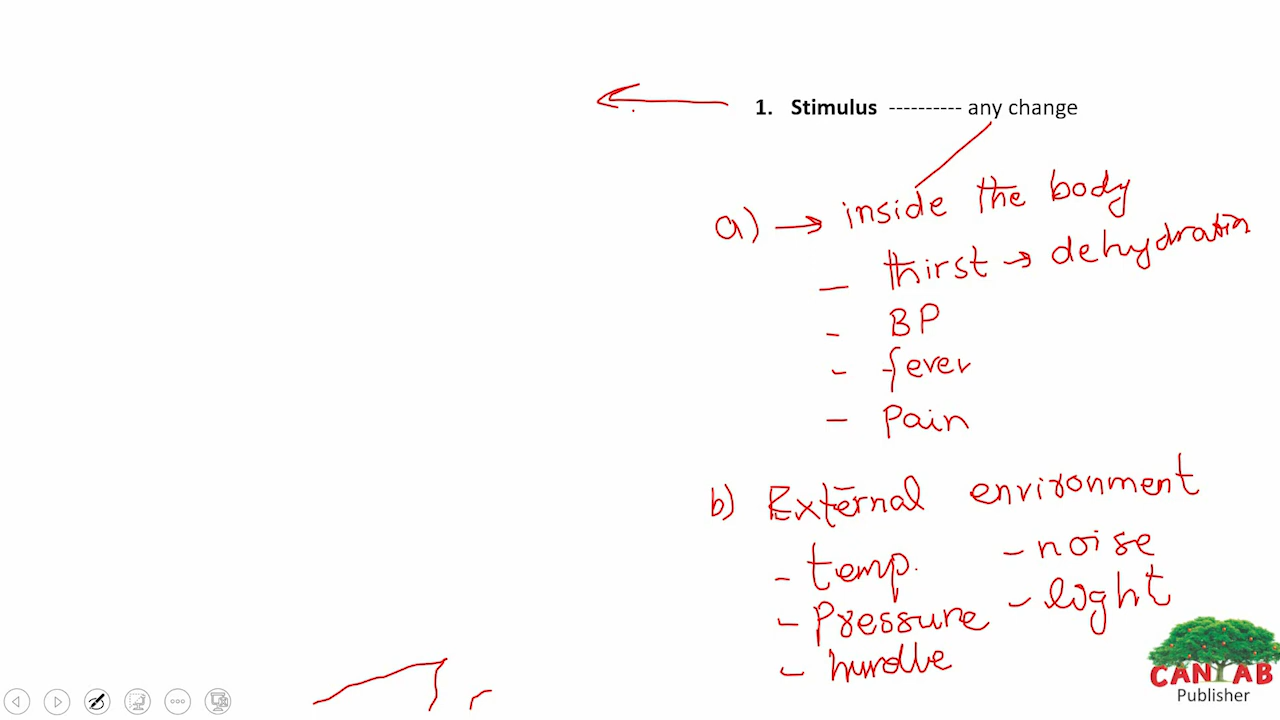 1. Stimulus ---------- any change
a) → inside the body
- thirst → dehydration
- BP
- fever
- Pain
b) External environment
- temp. - noise
- Pressure - light
- hurdle
CANTAB
Publisher